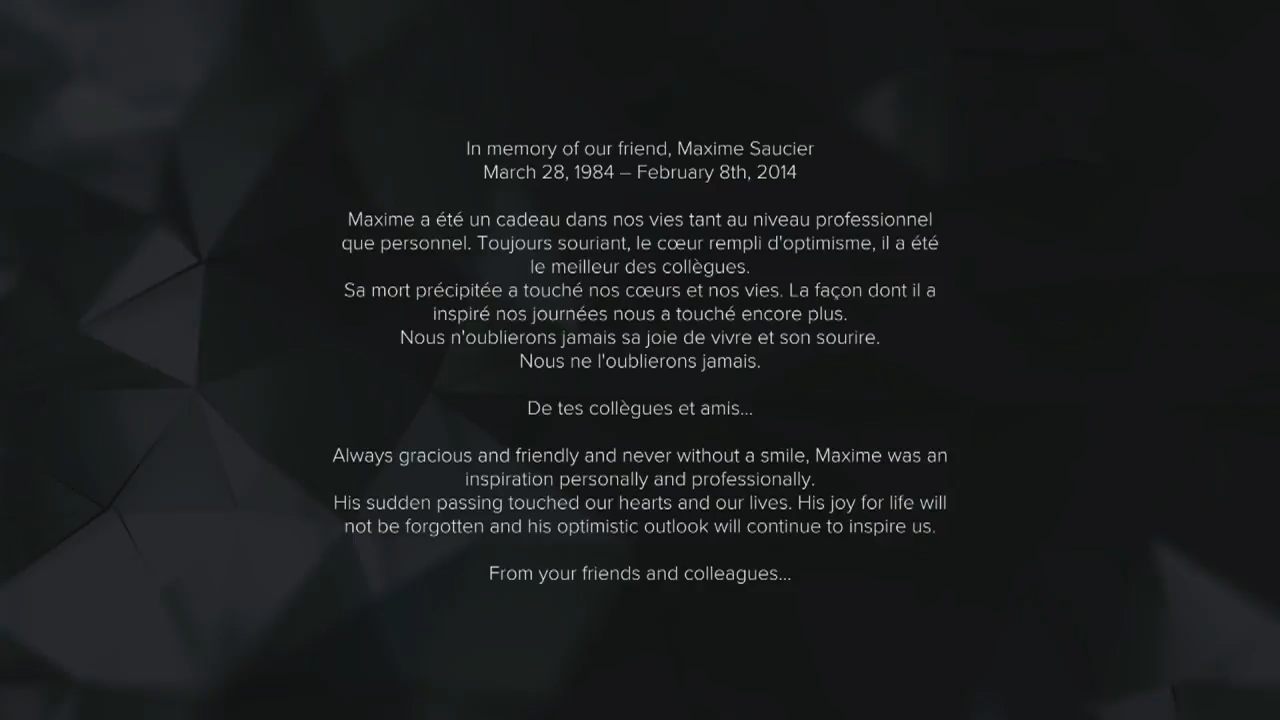 In memory of our friend, Maxime Saucier
March 28, 1984 – February 8th, 2014
Maxime a été un cadeau dans nos vies tant au niveau professionnel
que personnel. Toujours souriant, le cœur rempli d'optimisme, il a été
le meilleur des collègues.
Sa mort précipitée a touché nos cœurs et nos vies. La façon dont il a
inspiré nos journées nous a touché encore plus.
Nous n'oublierons jamais sa joie de vivre et son sourire.
Nous ne l'oublierons jamais.
De tes collègues et amis...
Always gracious and friendly and never without a smile, Maxime was an
inspiration personally and professionally.
His sudden passing touched our hearts and our lives. His joy for life will
not be forgotten and his optimistic outlook will continue to inspire us.
From your friends and colleagues...